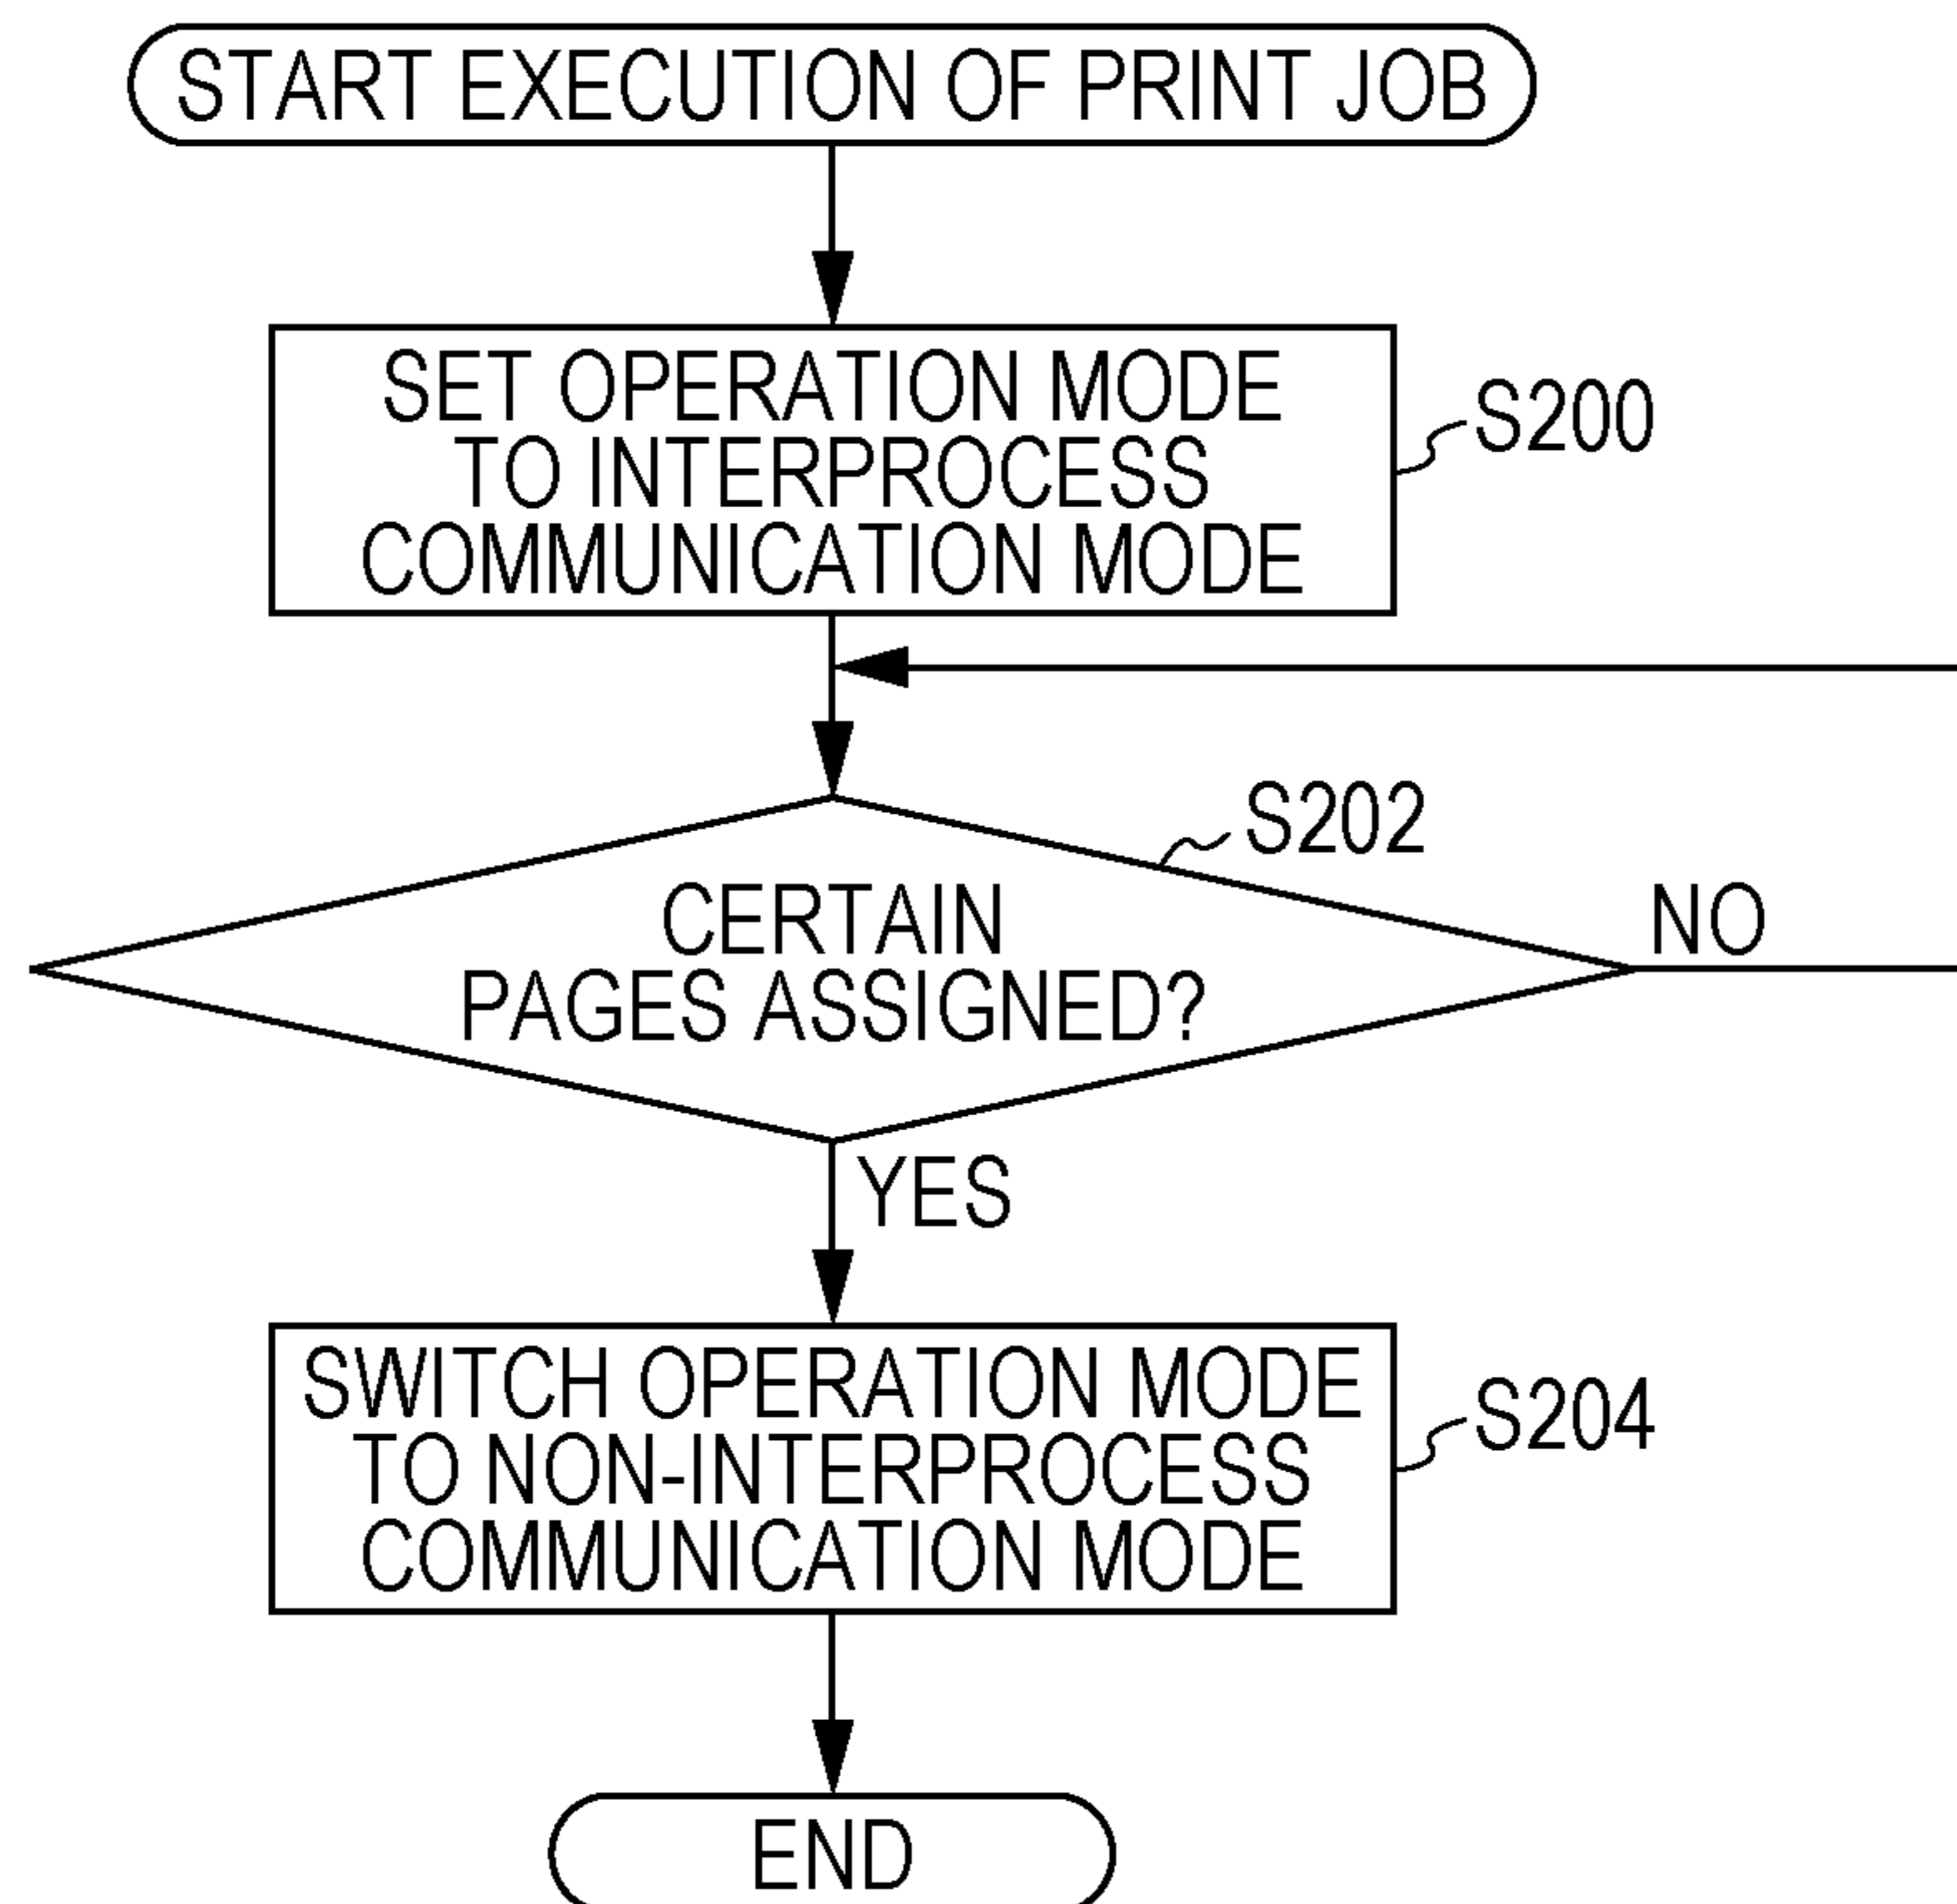 START EXECUTION OF PRINT JOB
SET OPERATION MODE
TO INTERPROCESS
COMMUNICATION MODE
S200
S202
CERTAIN
PAGES ASSIGNED?
NO
YES
SWITCH OPERATION MODE
TO NON-INTERPROCESS
COMMUNICATION MODE
S204
END